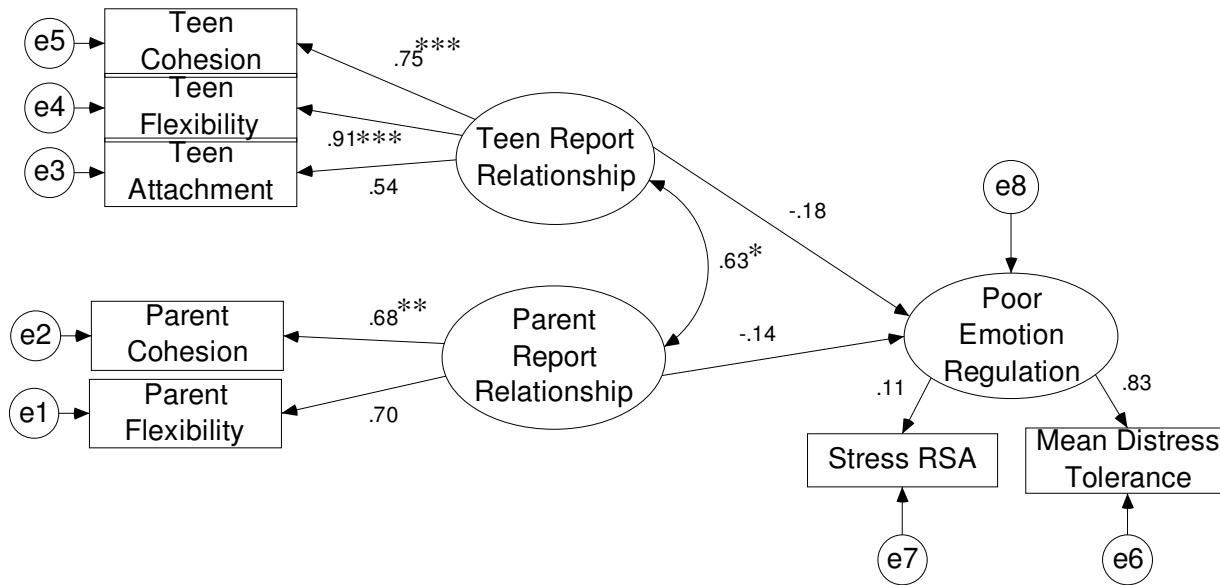 e5
Teen
Cohesion
.75***
e4
Teen
Flexibility
.91***
e3
Teen
Attachment
.54
Teen Report
Relationship
-.18
e8
.63*
e2
Parent
Cohesion
.68**
Parent
Report
Relationship
-.14
Poor
Emotion
Regulation
e1
Parent
Flexibility
.70
.11
.83
Stress RSA
Mean Distress
Tolerance
e7
e6